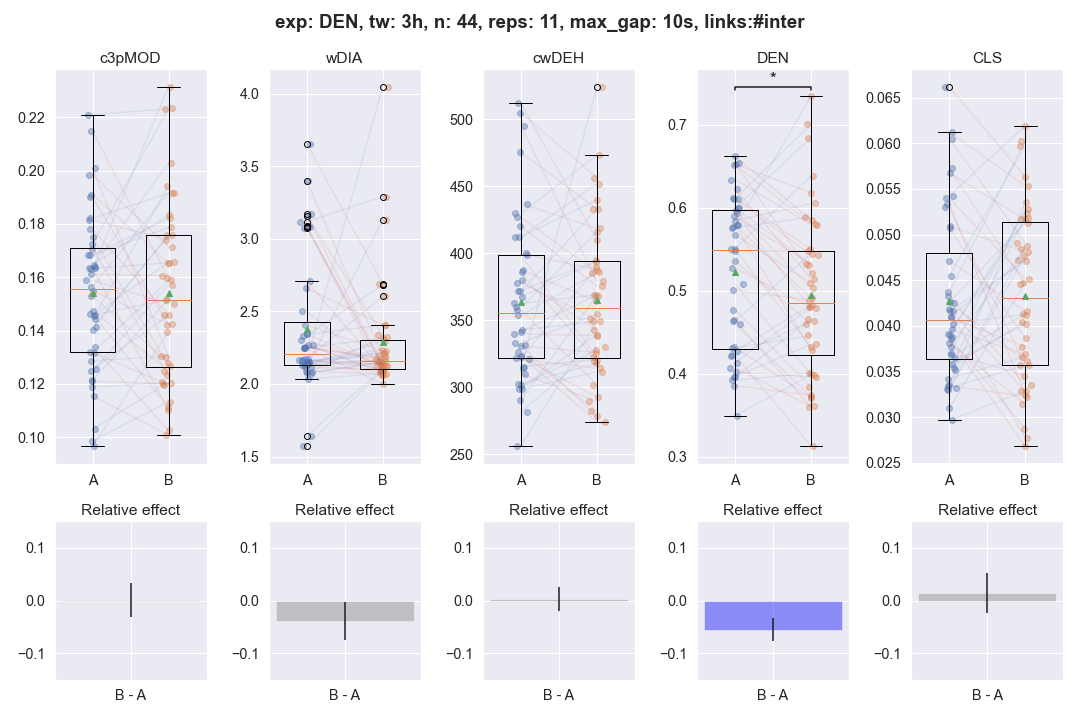 exp: DEN, tw: 3h, n: 44, reps: 11, max_gap: 10s, links:#inter
c3pMOD wDIA cwDEH DEN CLS
*
0.22
0.20
0.18
0.16
0.14
0.12
0.10
A B
4.0
3.5
3.0
2.5
2.0
1.5
A B
500
450
400
350
300
250
A B
0.7
0.6
0.5
0.4
0.3
A B
0.065
0.060
0.055
0.050
0.045
0.040
0.035
0.030
0.025
A B
Relative effect
0.1
0.0
−0.1
B - A
Relative effect
0.1
0.0
−0.1
B - A
Relative effect
0.1
0.0
−0.1
B - A
Relative effect
0.1
0.0
−0.1
B - A
Relative effect
0.1
0.0
−0.1
B - A